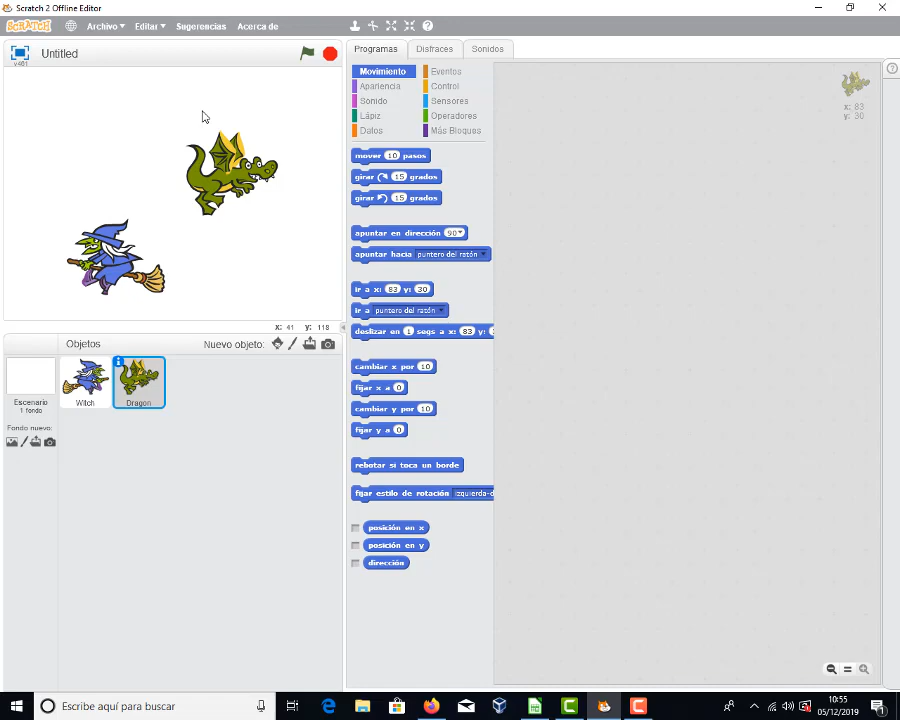 Scratch 2 Offline Editor
SCRATCH Archivo Editar Sugerencias Acerca de
Untitled
v461
Programas Disfraces Sonidos
Movimiento Eventos
Apariencia Control
Sonido Sensores
Lápiz Operadores
Datos Más Bloques
x: 83
y: 30
mover 10 pasos
girar 15 grados
girar 15 grados
apuntar en dirección 90
apuntar hacia puntero del ratón
ir a x: 83 y: 30
ir a puntero del ratón
deslizar en 1 segs a x: 83 y:
cambiar x por 10
fijar x a 0
cambiar y por 10
fijar y a 0
rebotar si toca un borde
fijar estilo de rotación izquierda-d
posición en x
posición en y
dirección
x: 41 y: 118
Objetos Nuevo objeto:
Escenario
1 fondo
Witch
Dragon
Fondo nuevo:
Escribe aquí para buscar
10:55
05/12/2019